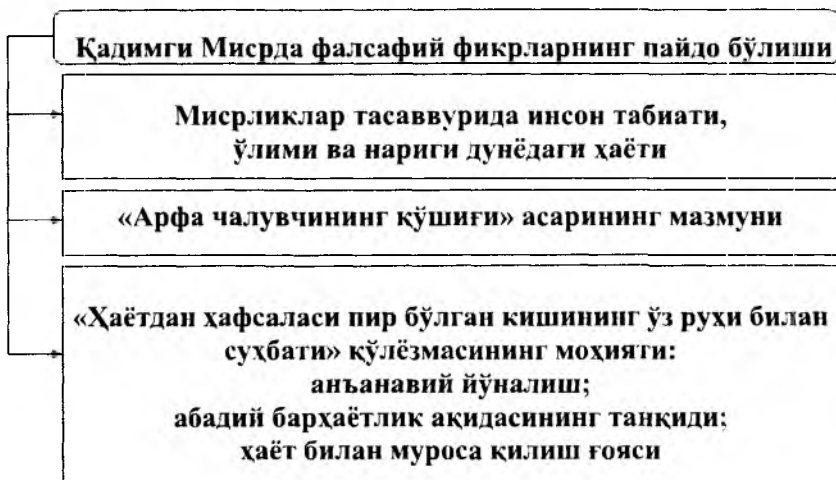 Қадимги Мисрда фалсафий фикрларнинг пайдо бўлиши
Мисрликлар тасаввурида инсон табиати,
ўлими ва нариги дунёдаги ҳаёти
«Арфа чалувчининг қўшиғи» асарининг мазмуни
«Ҳаётдан ҳафсаласи пир бўлган кишининг ўз руҳи билан
суҳбати» қўлёзмасининг моҳияти:
анъанавий йўналиш;
абадий барҳаётлик ақидасининг танқиди;
ҳаёт билан муроса қилиш ғояси